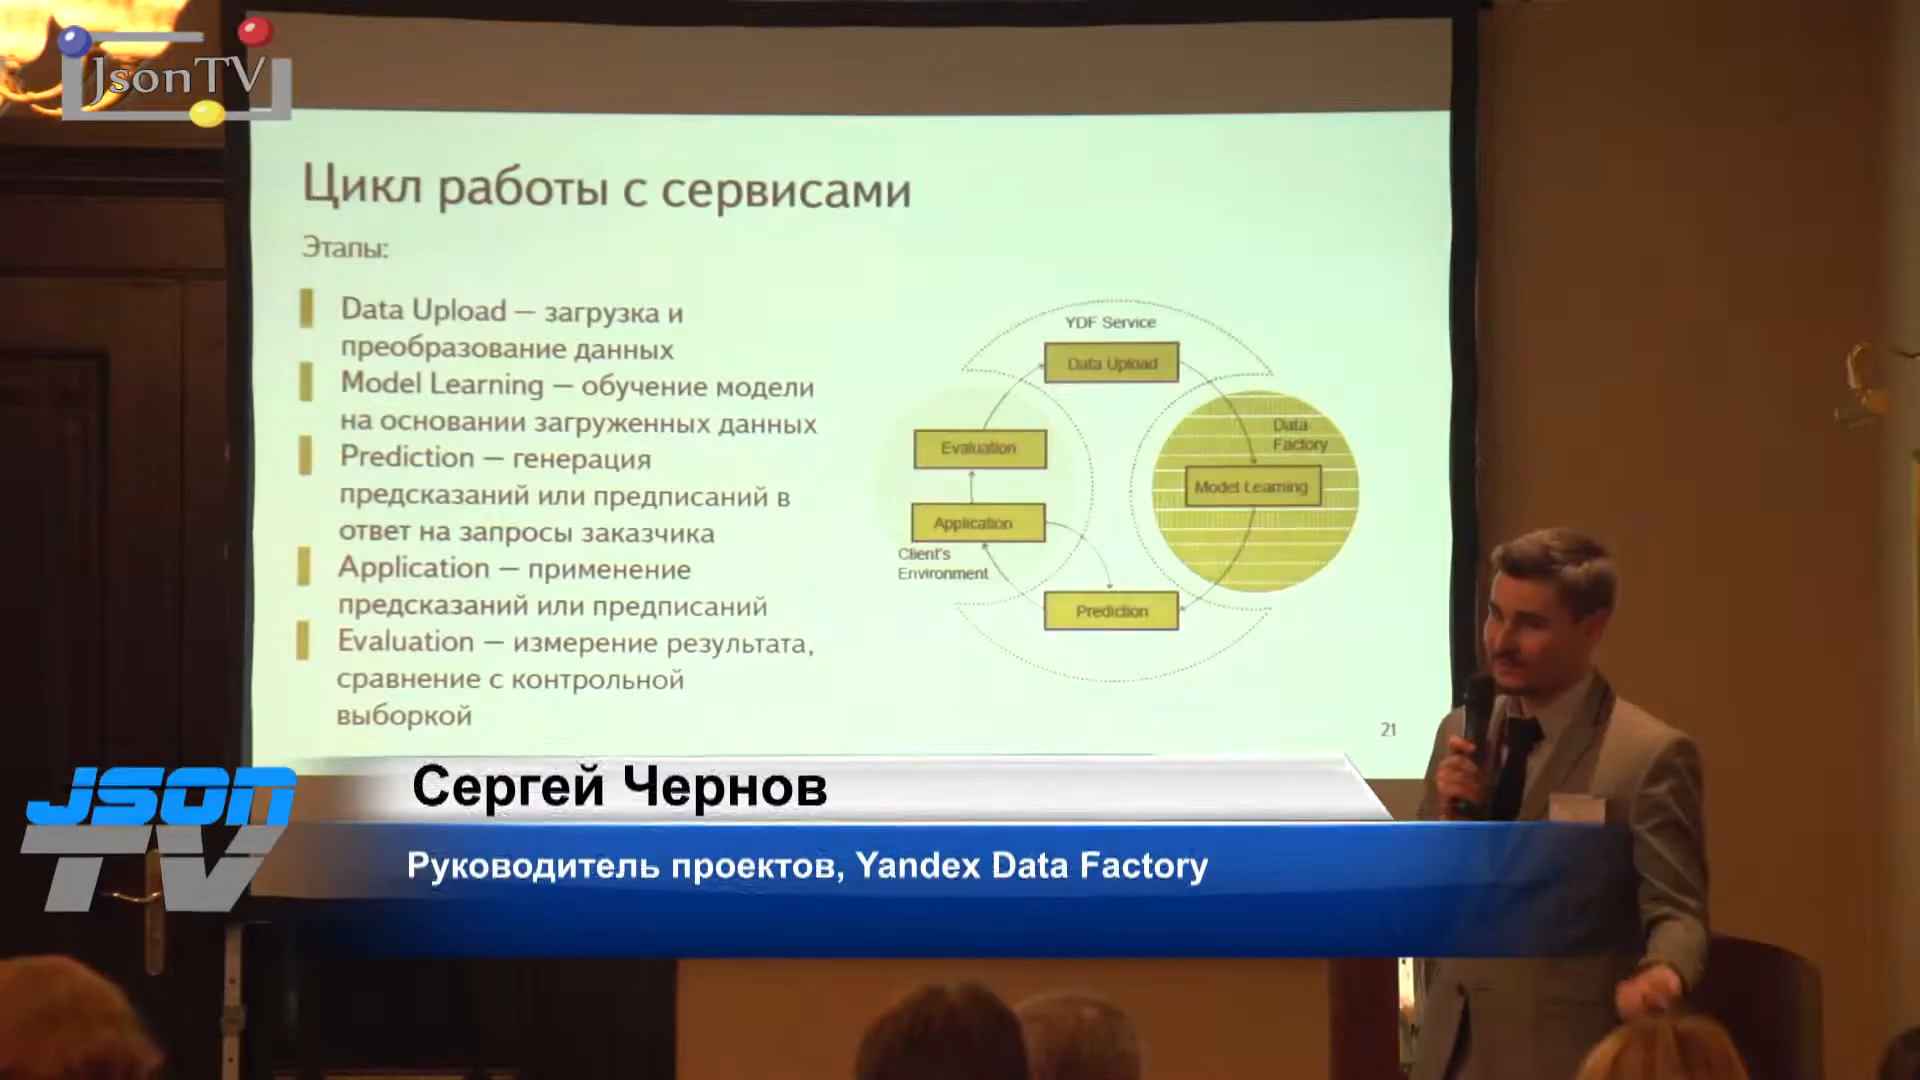 JsonTV
Цикл работы с сервисами
Этапы:
Data Upload — загрузка и
преобразование данных
Model Learning — обучение модели
на основании загруженных данных
Prediction — генерация
предсказаний или предписаний в
ответ на запросы заказчика
Application — применение
предсказаний или предписаний
Evaluation — измерение результата,
сравнение с контрольной
выборкой
YDF Service
Data Upload
Data
Factory
Evaluation
Model Learning
Application
Client's
Environment
Prediction
21
JSON
TV
Сергей Чернов
Руководитель проектов, Yandex Data Factory